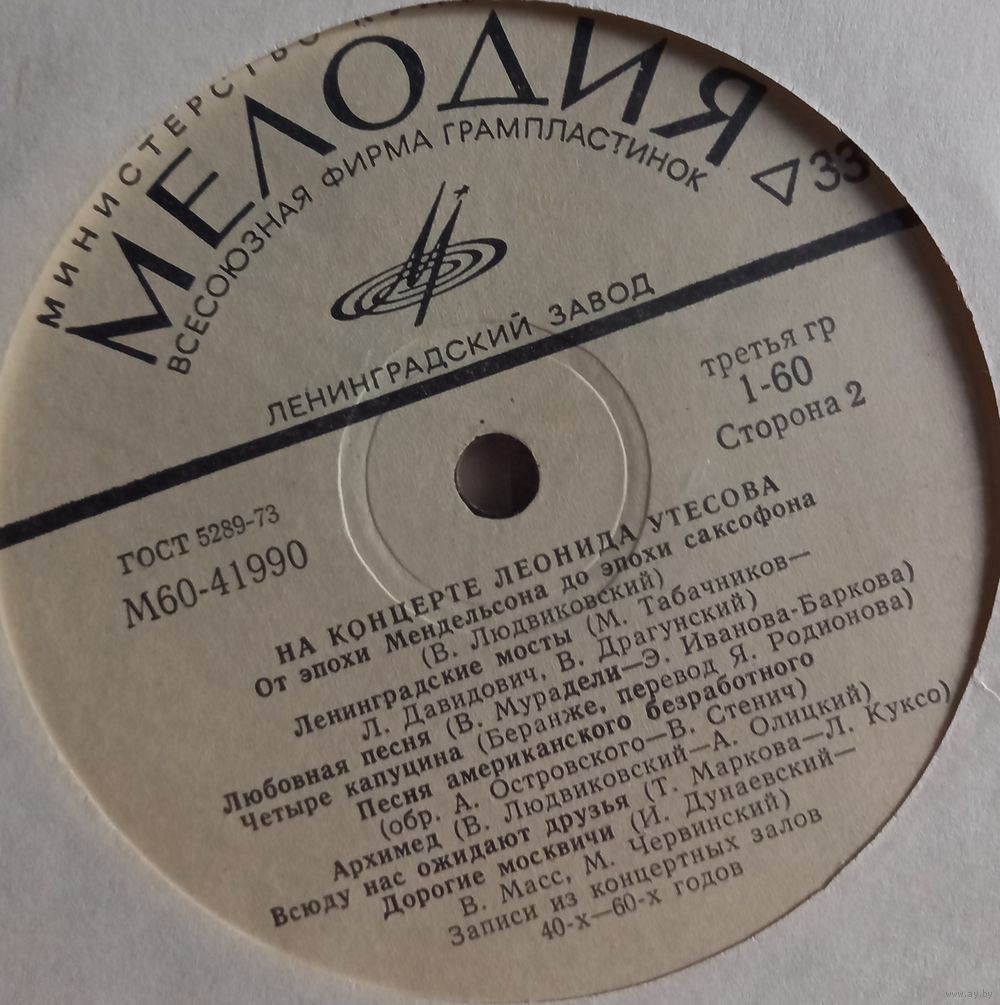 МИНИСТЕРСТВО
МЕЛОДИЯ
ВСЕСОЮЗНАЯ ФИРМА ГРАМПЛАСТИНОК
33
ЛЕНИНГРАДСКИЙ ЗАВОД
третья гр
1-60
Сторона 2
ГОСТ 5289-73
М60-41990
НА КОНЦЕРТЕ ЛЕОНИДА УТЕСОВА
От эпохи Мендельсона до эпохи саксофона
(В. Людвиковский)
Ленинградские мосты (М. Табачников—
Л. Давидович, В. Драгунский)
Любовная песня (В. Мурадели—Э. Иванова-Баркова)
Четыре капуцина (Беранже, перевод Я. Родионова)
Песня американского безработного
(обр. А. Островского—В. Стенич)
Архимед (В. Людвиковский—А. Олицкий)
Всюду нас ожидают друзья (Т. Маркова—Л. Куксо)
Дорогие москвичи (И. Дунаевский—
В. Масс, М. Червинский)
Записи из концертных залов
40-х—60-х годов
www.ay.by